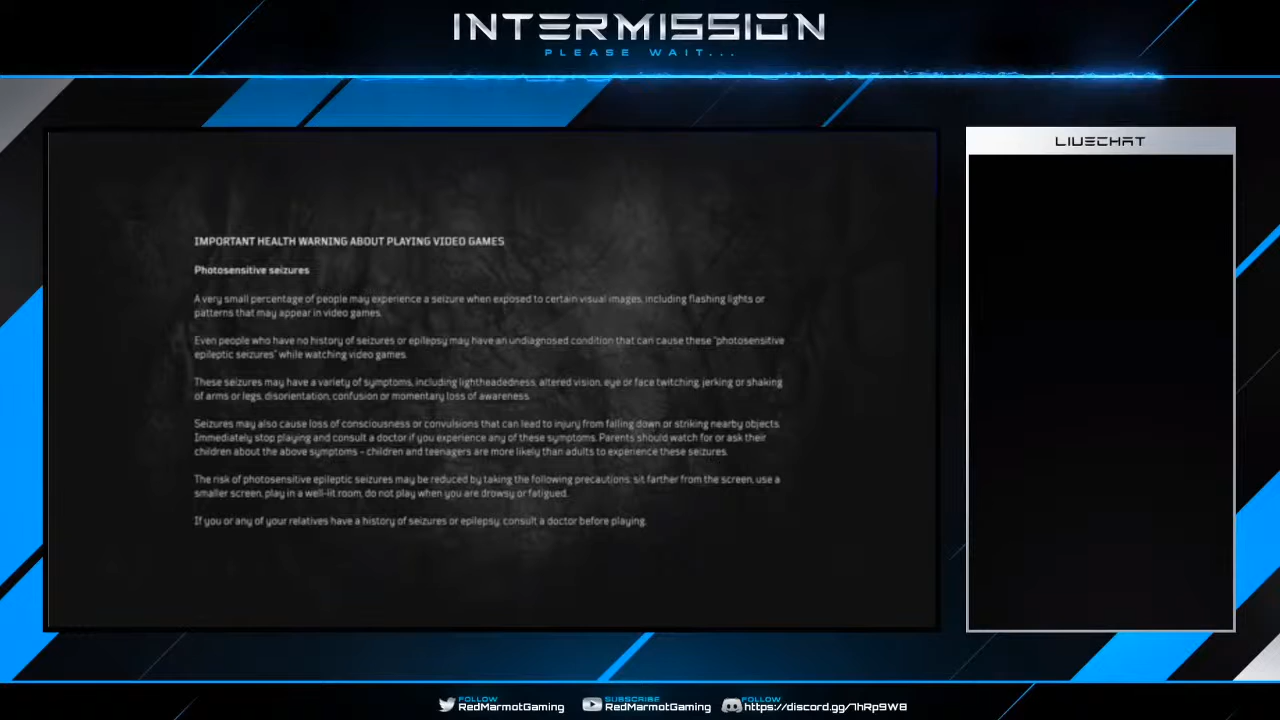 INTERMISSION
PLEASE WAIT...
LIVECHAT
IMPORTANT HEALTH WARNING ABOUT PLAYING VIDEO GAMES
Photosensitive seizures
A very small percentage of people may experience a seizure when exposed to certain visual images, including flashing lights or
patterns that may appear in video games.
Even people who have no history of seizures or epilepsy may have an undiagnosed condition that can cause these "photosensitive
epileptic seizures" while watching video games.
These seizures may have a variety of symptoms, including lightheadedness, altered vision, eye or face twitching, jerking or shaking
of arms or legs, disorientation, confusion or momentary loss of awareness.
Seizures may also cause loss of consciousness or convulsions that can lead to injury from falling down or striking nearby objects.
Immediately stop playing and consult a doctor if you experience any of these symptoms. Parents should watch for or ask their
children about the above symptoms - children and teenagers are more likely than adults to experience these seizures.
The risk of photosensitive epileptic seizures may be reduced by taking the following precautions: sit farther from the screen, use a
smaller screen, play in a well-lit room, do not play when you are drowsy or fatigued.
If you or any of your relatives have a history of seizures or epilepsy, consult a doctor before playing.
FOLLOW
RedMarmotGaming
SUBSCRIBE
RedMarmotGaming
FOLLOW
https://discord.gg/7hRp9W8